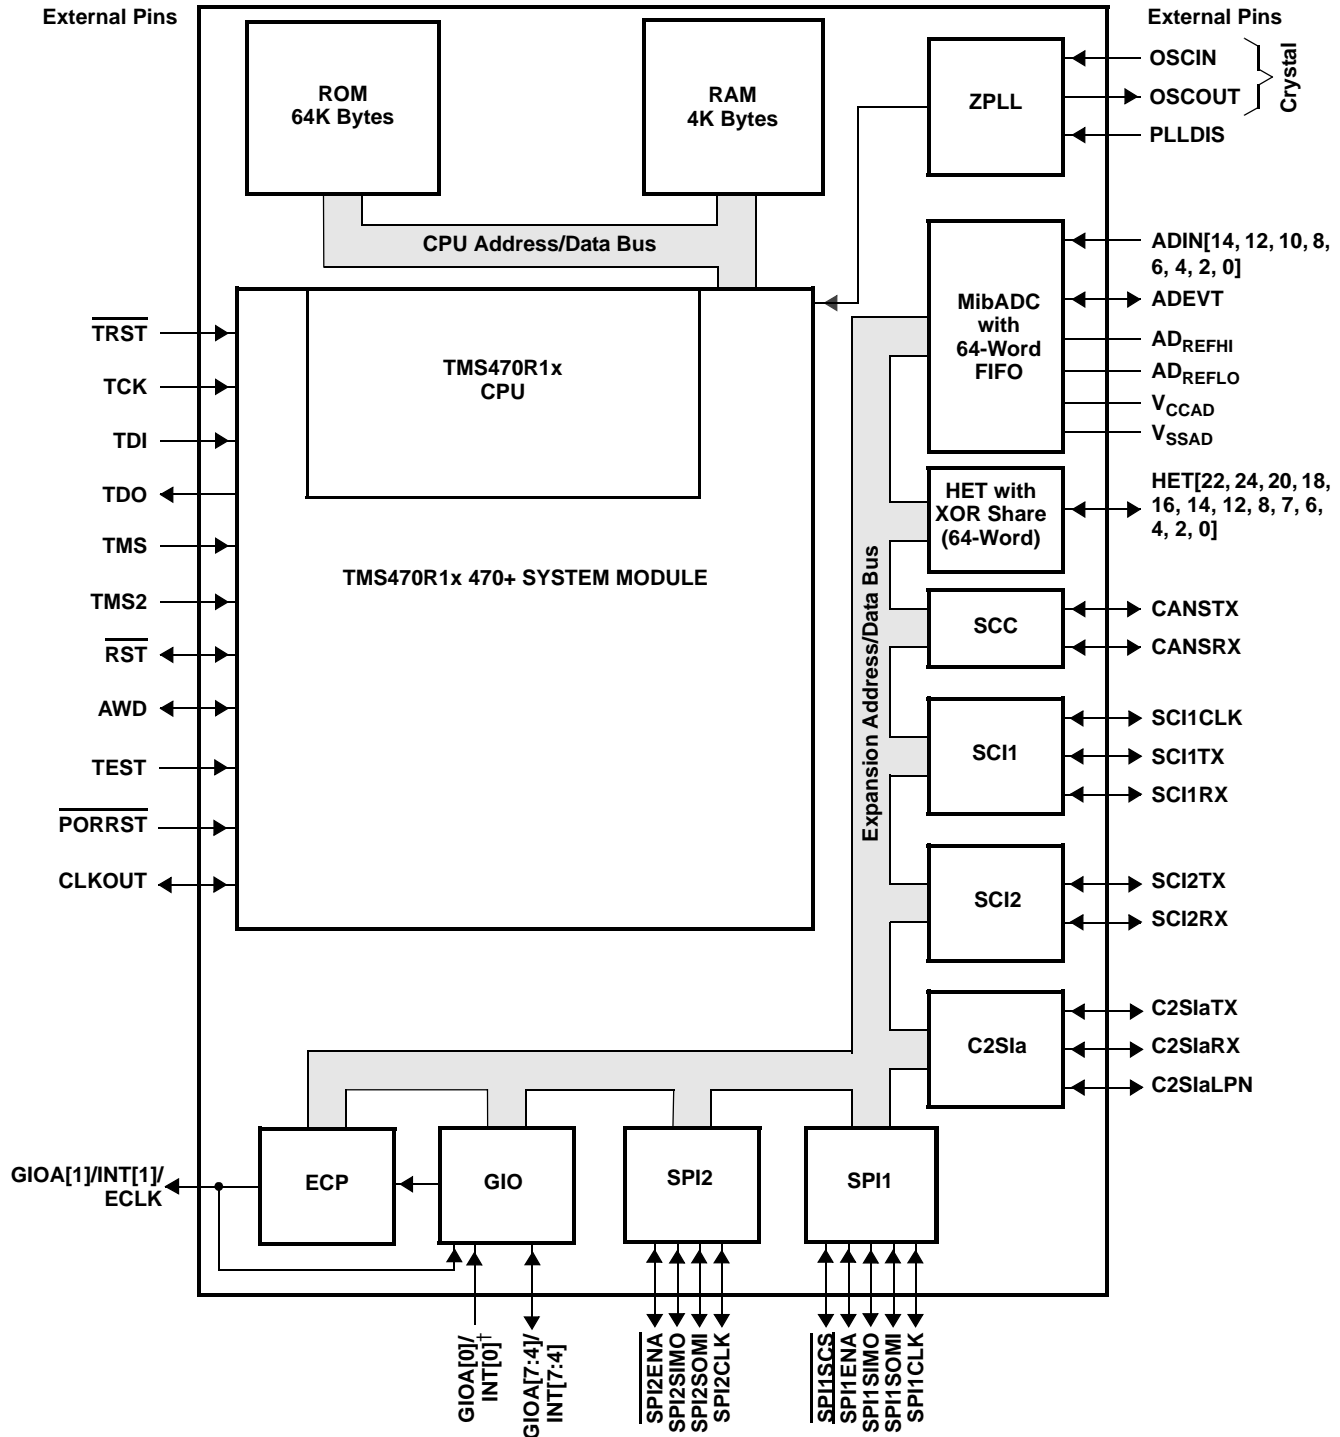 External Pins
External Pins
ROM
64K Bytes
RAM
4K Bytes
ZPLL
OSCIN
OSCOUT
PLLDIS
Crystal
CPU Address/Data Bus
TMS470R1x
CPU
TMS470R1x 470+ SYSTEM MODULE
TRST
TCK
TDI
TDO
TMS
TMS2
RST
AWD
TEST
PORRST
CLKOUT
Expansion Address/Data Bus
MibADC
with
64-Word
FIFO
ADIN[14, 12, 10, 8,
6, 4, 2, 0]
ADEVT
ADREFHI
ADREFLO
VCCAD
VSSAD
HET with
XOR Share
(64-Word)
HET[22, 24, 20, 18,
16, 14, 12, 8, 7, 6,
4, 2, 0]
SCC
CANSTX
CANSRX
SCI1
SCI1CLK
SCI1TX
SCI1RX
SCI2
SCI2TX
SCI2RX
C2SIa
C2SIaTX
C2SIaRX
C2SIaLPN
GIOA[1]/INT[1]/
ECLK
ECP
GIO
SPI2
SPI1
GIOA[0]/
INT[0]†
GIOA[7:4]/
INT[7:4]
SPI2ENA
SPI2SIMO
SPI2SOMI
SPI2CLK
SPI1SCS
SPI1ENA
SPI1SIMO
SPI1SOMI
SPI1CLK